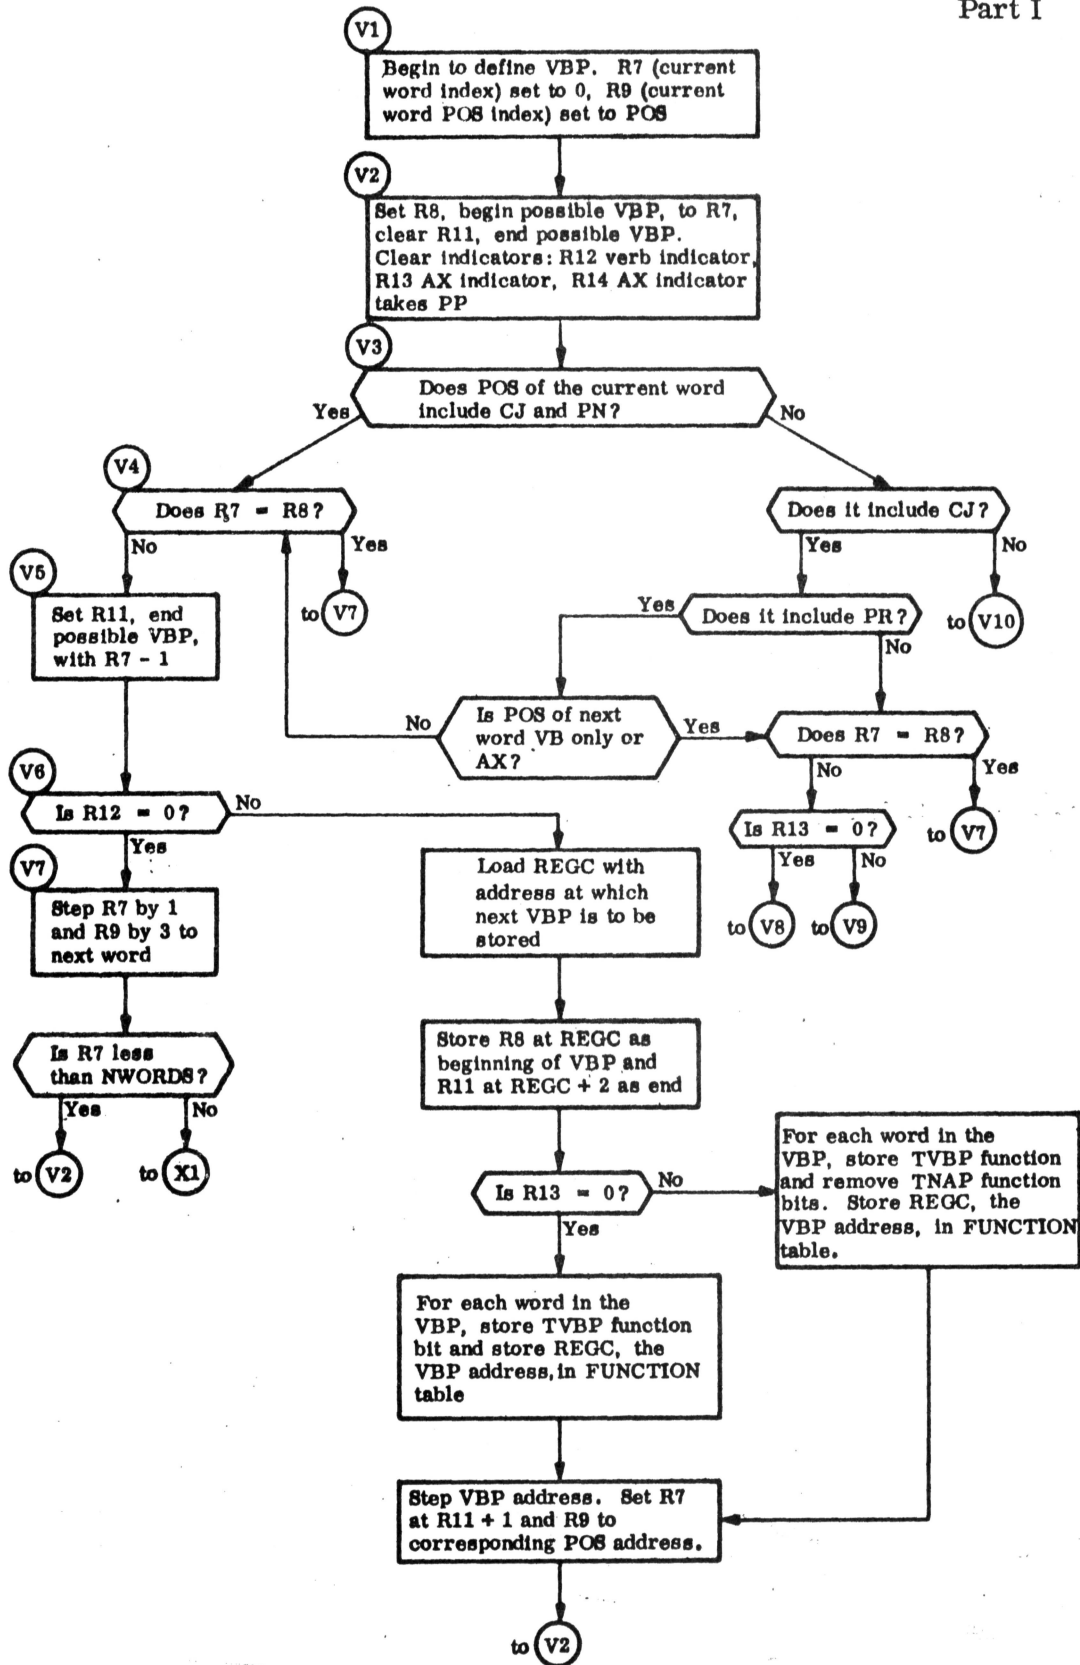 Part I
V1
Begin to define VBP. R7 (current
word index) set to 0, R9 (current
word POS index) set to POS
V2
Set R8, begin possible VBP, to R7,
clear R11, end possible VBP.
Clear indicators: R12 verb indicator,
R13 AX indicator, R14 AX indicator
takes PP
V3
Does POS of the current word
include CJ and PN?
Yes
No
V4
Does R7 = R8?
No
Yes
to V7
Does it include CJ?
Yes
No
to V10
V5
Set R11, end
possible VBP,
with R7 - 1
Does it include PR?
Yes
No
Is POS of next
word VB only or
AX?
No
Yes
Does R7 = R8?
No
Yes
to V7
Is R13 = 0?
Yes
No
to V8
to V9
V6
Is R12 = 0?
No
Yes
V7
Step R7 by 1
and R9 by 3 to
next word
Is R7 less
than NWORDS?
Yes
No
to V2
to X1
Load REGC with
address at which
next VBP is to be
stored
Store R8 at REGC as
beginning of VBP and
R11 at REGC + 2 as end
Is R13 = 0?
No
Yes
For each word in the
VBP, store TVBP function
and remove TNAP function
bits. Store REGC, the
VBP address, in FUNCTION
table.
For each word in the
VBP, store TVBP function
bit and store REGC, the
VBP address, in FUNCTION
table
Step VBP address. Set R7
at R11 + 1 and R9 to
corresponding POS address.
to V2